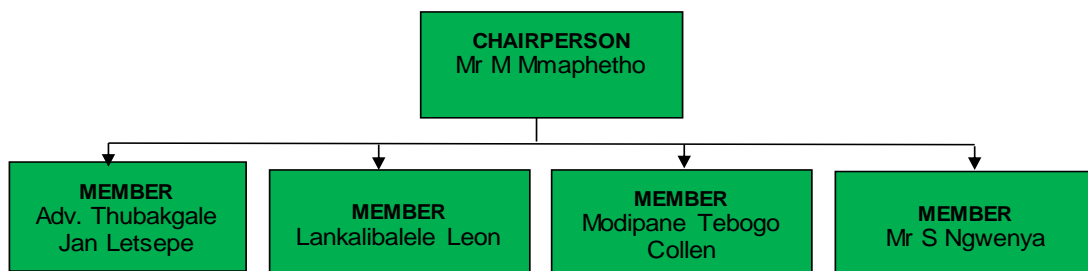 CHAIRPERSON
Mr M Mmaphetho
MEMBER
Adv. Thubakgale
Jan Letsepe
MEMBER
Lankalibalele Leon
MEMBER
Modipane Tebogo
Collen
MEMBER
Mr S Ngwenya